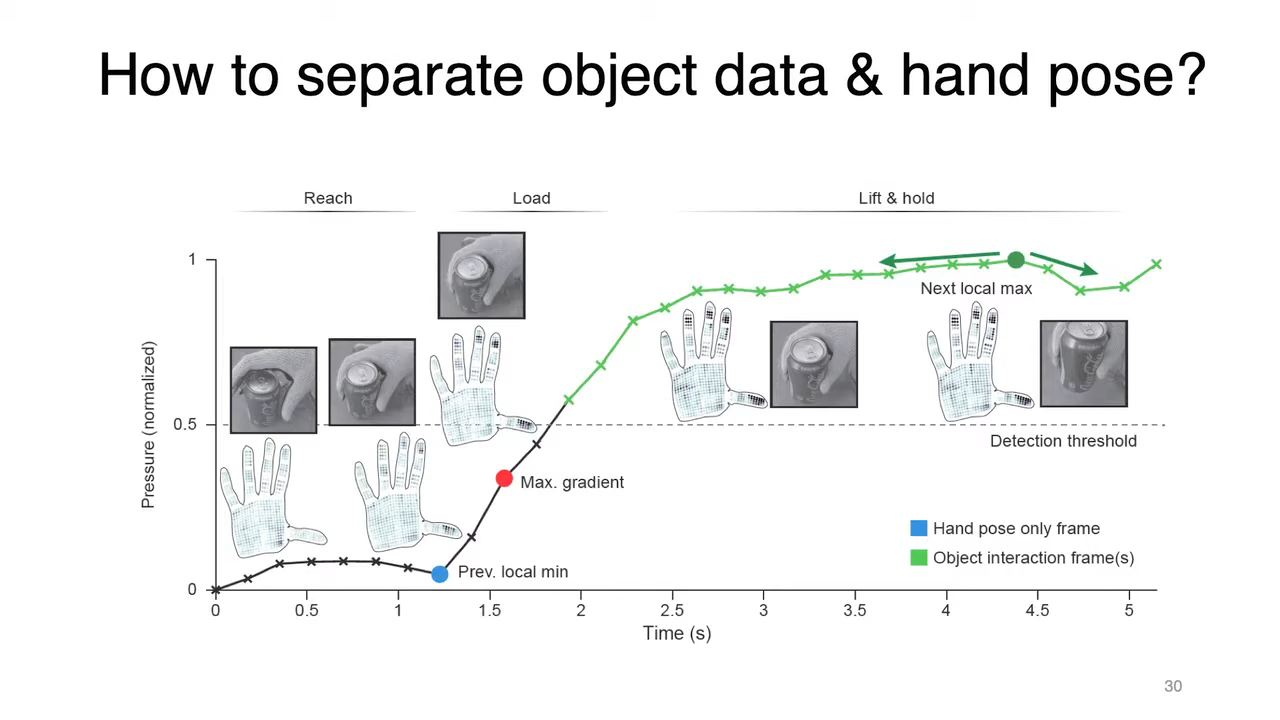 How to separate object data & hand pose?
Reach
Load
Lift & hold
1
0.5
0
Pressure (normalized)
Next local max
Detection threshold
Max. gradient
Prev. local min
Hand pose only frame
Object interaction frame(s)
0 0.5 1 1.5 2 2.5 3 3.5 4 4.5 5
Time (s)
30